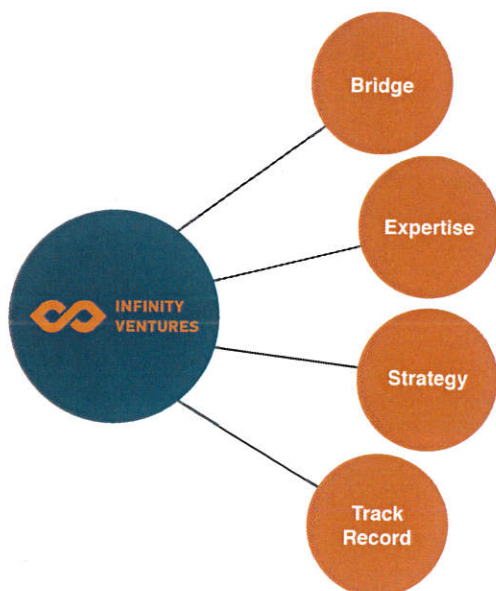 Bridge
Expertise
INFINITY
VENTURES
Strategy
Track
Record